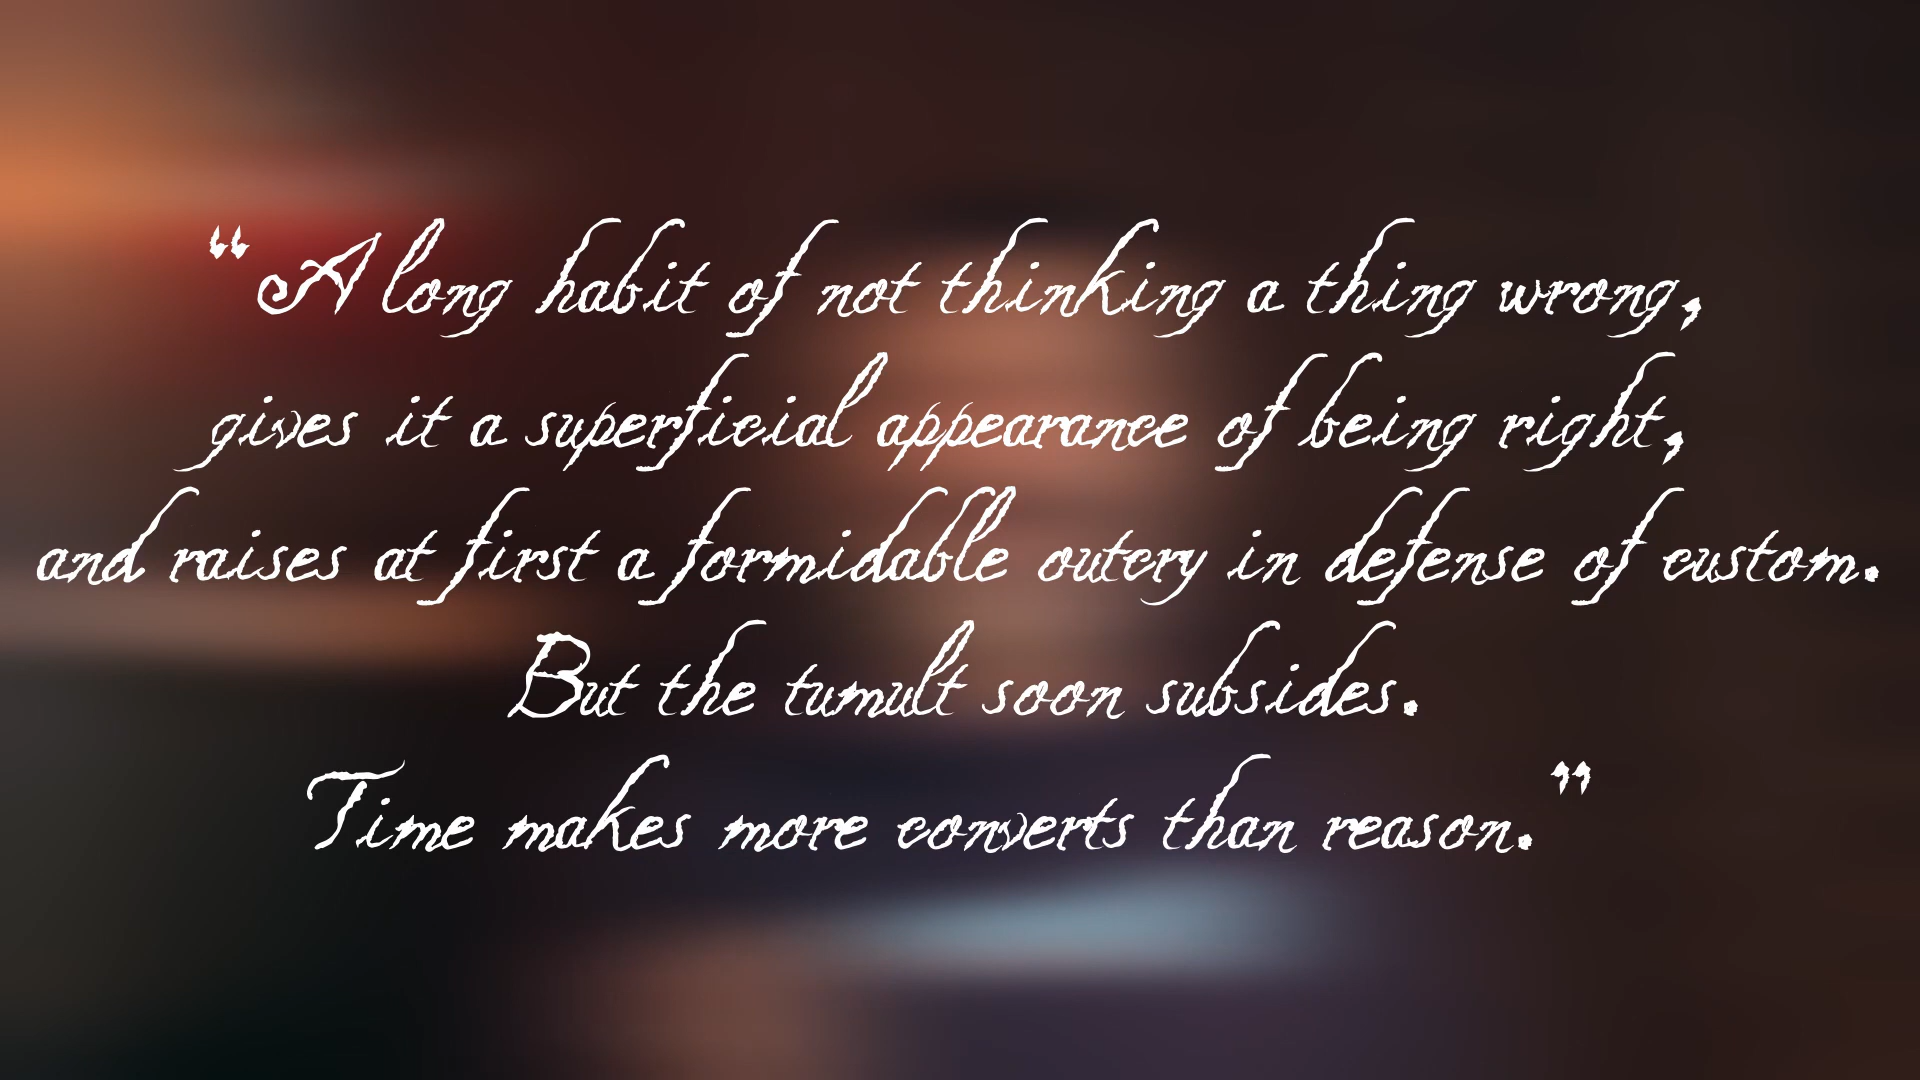 “A long habit of not thinking a thing wrong,
gives it a superficial appearance of being right,
and raises at first a formidable outcry in defense of custom.
But the tumult soon subsides.
Time makes more converts than reason.”